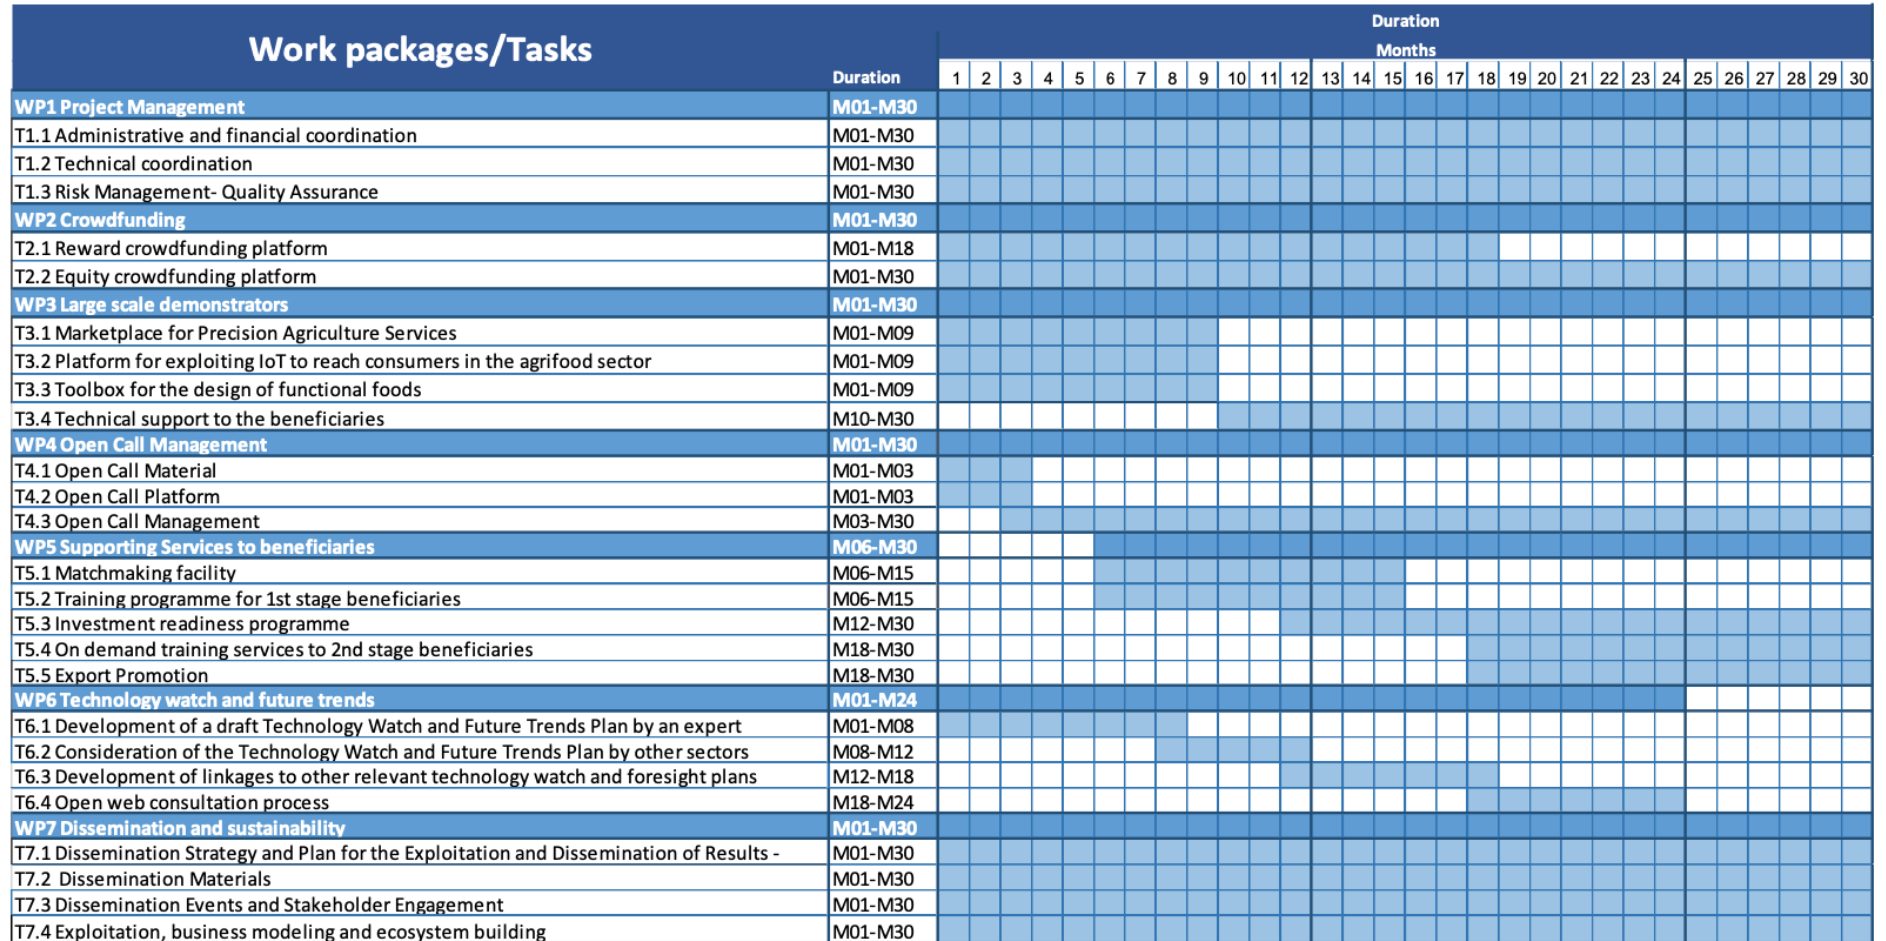 Duration
Work packages/Tasks
Months
Duration 1 2 3 4 5 6 7 8 9 10 11 12 13 14 15 16 17 18 19 20 21 22 23 24 25 26 27 28 29 30
WP1 Project Management M01-M30
T1.1 Administrative and financial coordination M01-M30
T1.2 Technical coordination M01-M30
T1.3 Risk Management- Quality Assurance M01-M30
WP2 Crowdfunding M01-M30
T2.1 Reward crowdfunding platform M01-M18
T2.2 Equity crowdfunding platform M01-M30
WP3 Large scale demonstrators M01-M30
T3.1 Marketplace for Precision Agriculture Services M01-M09
T3.2 Platform for exploiting IoT to reach consumers in the agrifood sector M01-M09
T3.3 Toolbox for the design of functional foods M01-M09
T3.4 Technical support to the beneficiaries M10-M30
WP4 Open Call Management M01-M30
T4.1 Open Call Material M01-M03
T4.2 Open Call Platform M01-M03
T4.3 Open Call Management M03-M30
WP5 Supporting Services to beneficiaries M06-M30
T5.1 Matchmaking facility M06-M15
T5.2 Training programme for 1st stage beneficiaries M06-M15
T5.3 Investment readiness programme M12-M30
T5.4 On demand training services to 2nd stage beneficiaries M18-M30
T5.5 Export Promotion M18-M30
WP6 Technology watch and future trends M01-M24
T6.1 Development of a draft Technology Watch and Future Trends Plan by an expert M01-M08
T6.2 Consideration of the Technology Watch and Future Trends Plan by other sectors M08-M12
T6.3 Development of linkages to other relevant technology watch and foresight plans M12-M18
T6.4 Open web consultation process M18-M24
WP7 Dissemination and sustainability M01-M30
T7.1 Dissemination Strategy and Plan for the Exploitation and Dissemination of Results - M01-M30
T7.2 Dissemination Materials M01-M30
T7.3 Dissemination Events and Stakeholder Engagement M01-M30
T7.4 Exploitation, business modeling and ecosystem building M01-M30